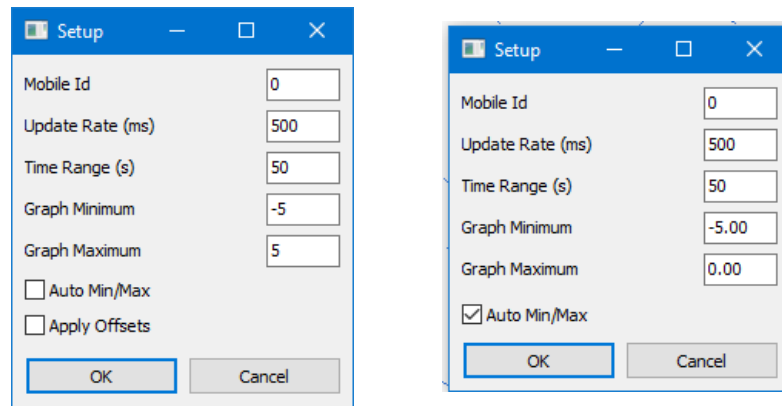 Setup
Mobile Id 0
Update Rate (ms) 500
Time Range (s) 50
Graph Minimum -5
Graph Maximum 5
Auto Min/Max
Apply Offsets
OK Cancel
Setup
Mobile Id 0
Update Rate (ms) 500
Time Range (s) 50
Graph Minimum -5.00
Graph Maximum 0.00
Auto Min/Max
OK Cancel